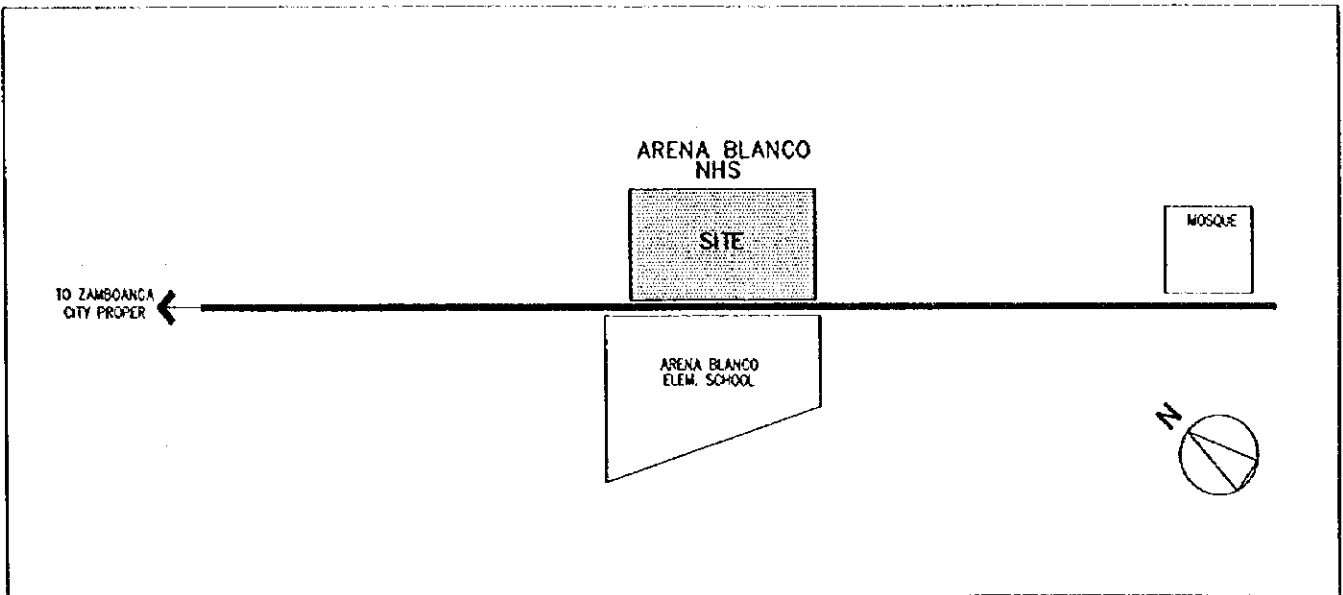 ARENA BLANCO
NHS
SITE
MOSQUE
TO ZAMBOANGA
CITY PROPER
ARENA BLANCO
ELEM. SCHOOL
N